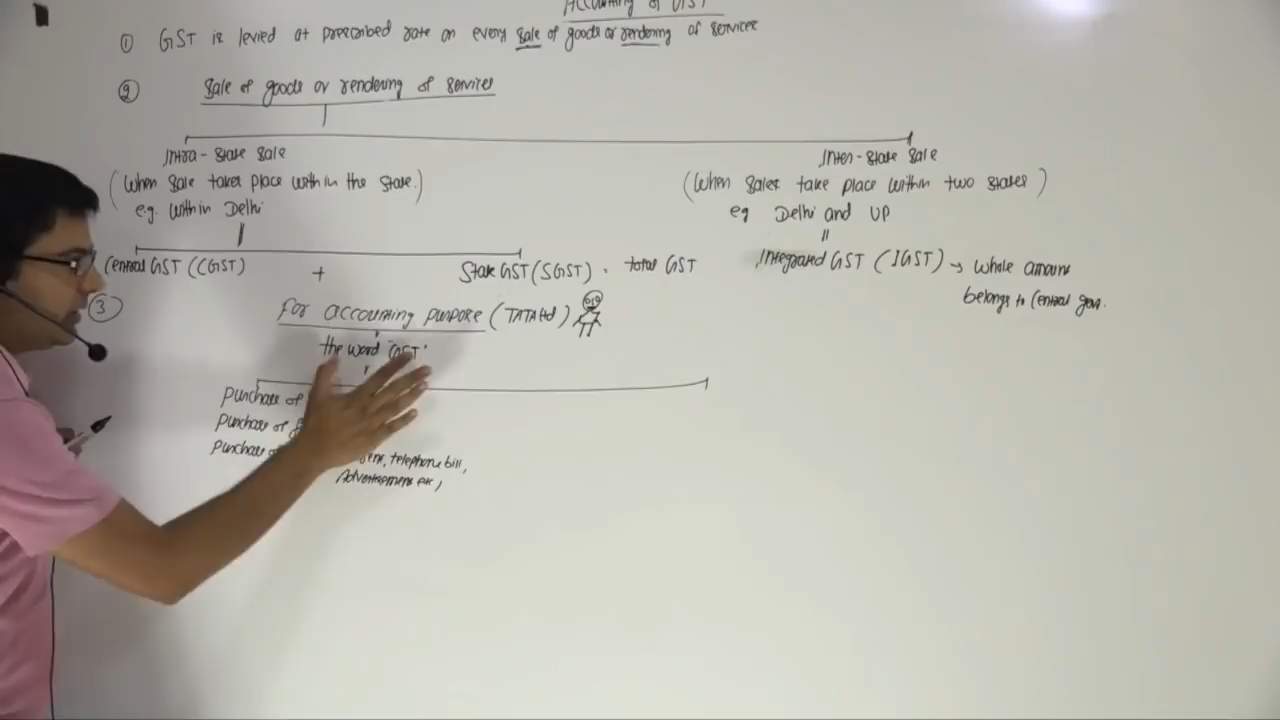 Accounting of GST
① GST is levied at prescribed rate on every sale of goods or rendering of services
② Sale of goods or rendering of services
Intra-State Sale
(When Sale takes place within the State.)
e.g. within Delhi
Inter-State Sale
(When Sales take place within two States)
eg Delhi and UP
Central GST (CGST) + State GST (SGST) = total GST
Integrated GST (IGST) → Whole amount
belongs to Central govt.
③ For accounting purpose (TATA Ltd)
the word "GST"
Purchase of
Purchase of
Purchase of
telephone bill,
Advertisement etc,